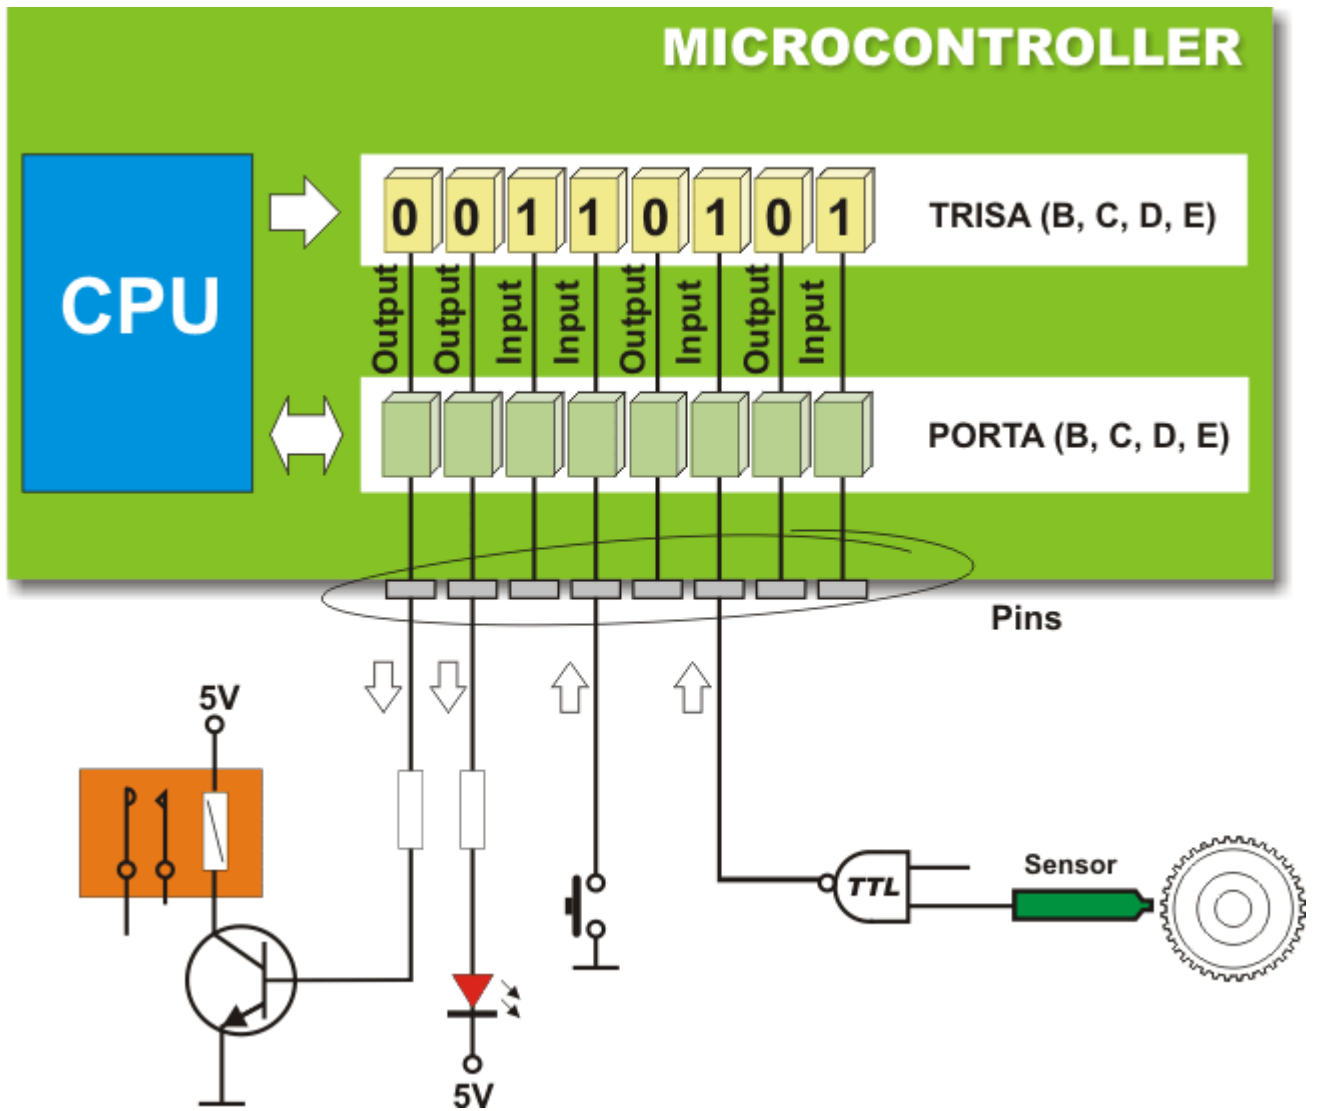 MICROCONTROLLER
CPU
0 0 1 1 0 1 0 1
TRISA (B, C, D, E)
Output
Output
Input
Input
Output
Input
Output
Input
PORTA (B, C, D, E)
Pins
5V
TTL
Sensor
5V